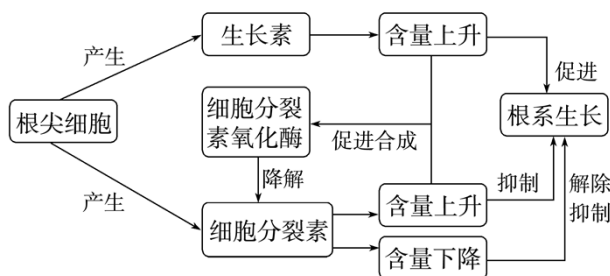 生长素
含量上升
产生
促进
根尖细胞
细胞分裂
素氧化酶
促进合成
根系生长
降解
产生
细胞分裂素
含量上升
抑制
解除
抑制
含量下降